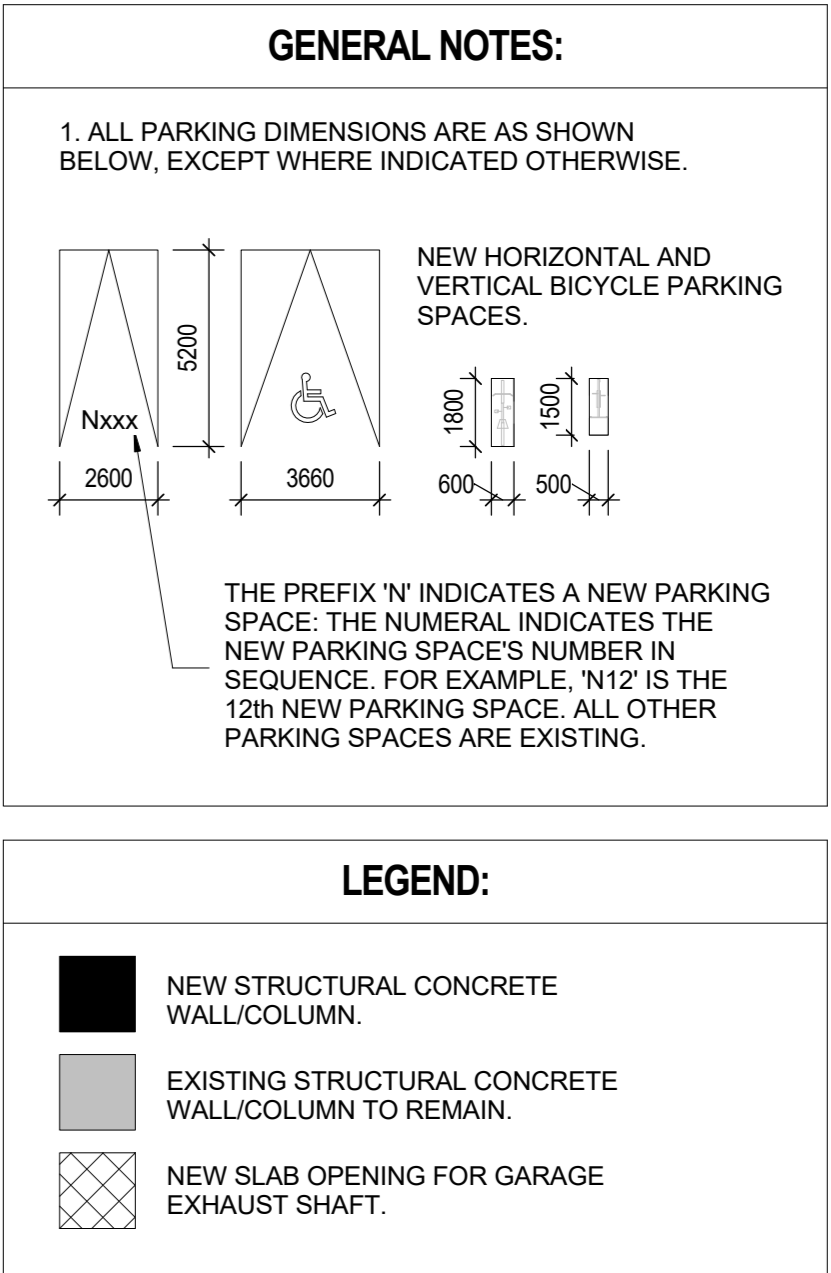 GENERAL NOTES:
1. ALL PARKING DIMENSIONS ARE AS SHOWN
BELOW, EXCEPT WHERE INDICATED OTHERWISE.
NEW HORIZONTAL AND
VERTICAL BICYCLE PARKING
SPACES.
5200
1800
1500
Nxxx
2600
3660
600
500
THE PREFIX 'N' INDICATES A NEW PARKING
SPACE: THE NUMERAL INDICATES THE
NEW PARKING SPACE'S NUMBER IN
SEQUENCE. FOR EXAMPLE, 'N12' IS THE
12th NEW PARKING SPACE. ALL OTHER
PARKING SPACES ARE EXISTING.
LEGEND:
NEW STRUCTURAL CONCRETE
WALL/COLUMN.
EXISTING STRUCTURAL CONCRETE
WALL/COLUMN TO REMAIN.
NEW SLAB OPENING FOR GARAGE
EXHAUST SHAFT.